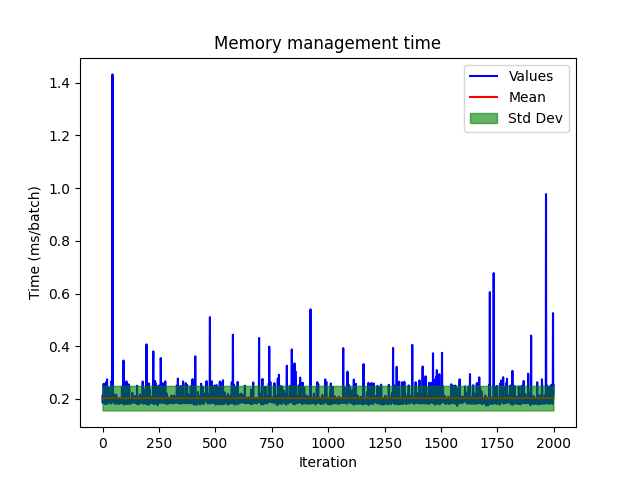 Memory management time
Values
Mean
Std Dev
Time (ms/batch)
1.4
1.2
1.0
0.8
0.6
0.4
0.2
0 250 500 750 1000 1250 1500 1750 2000
Iteration